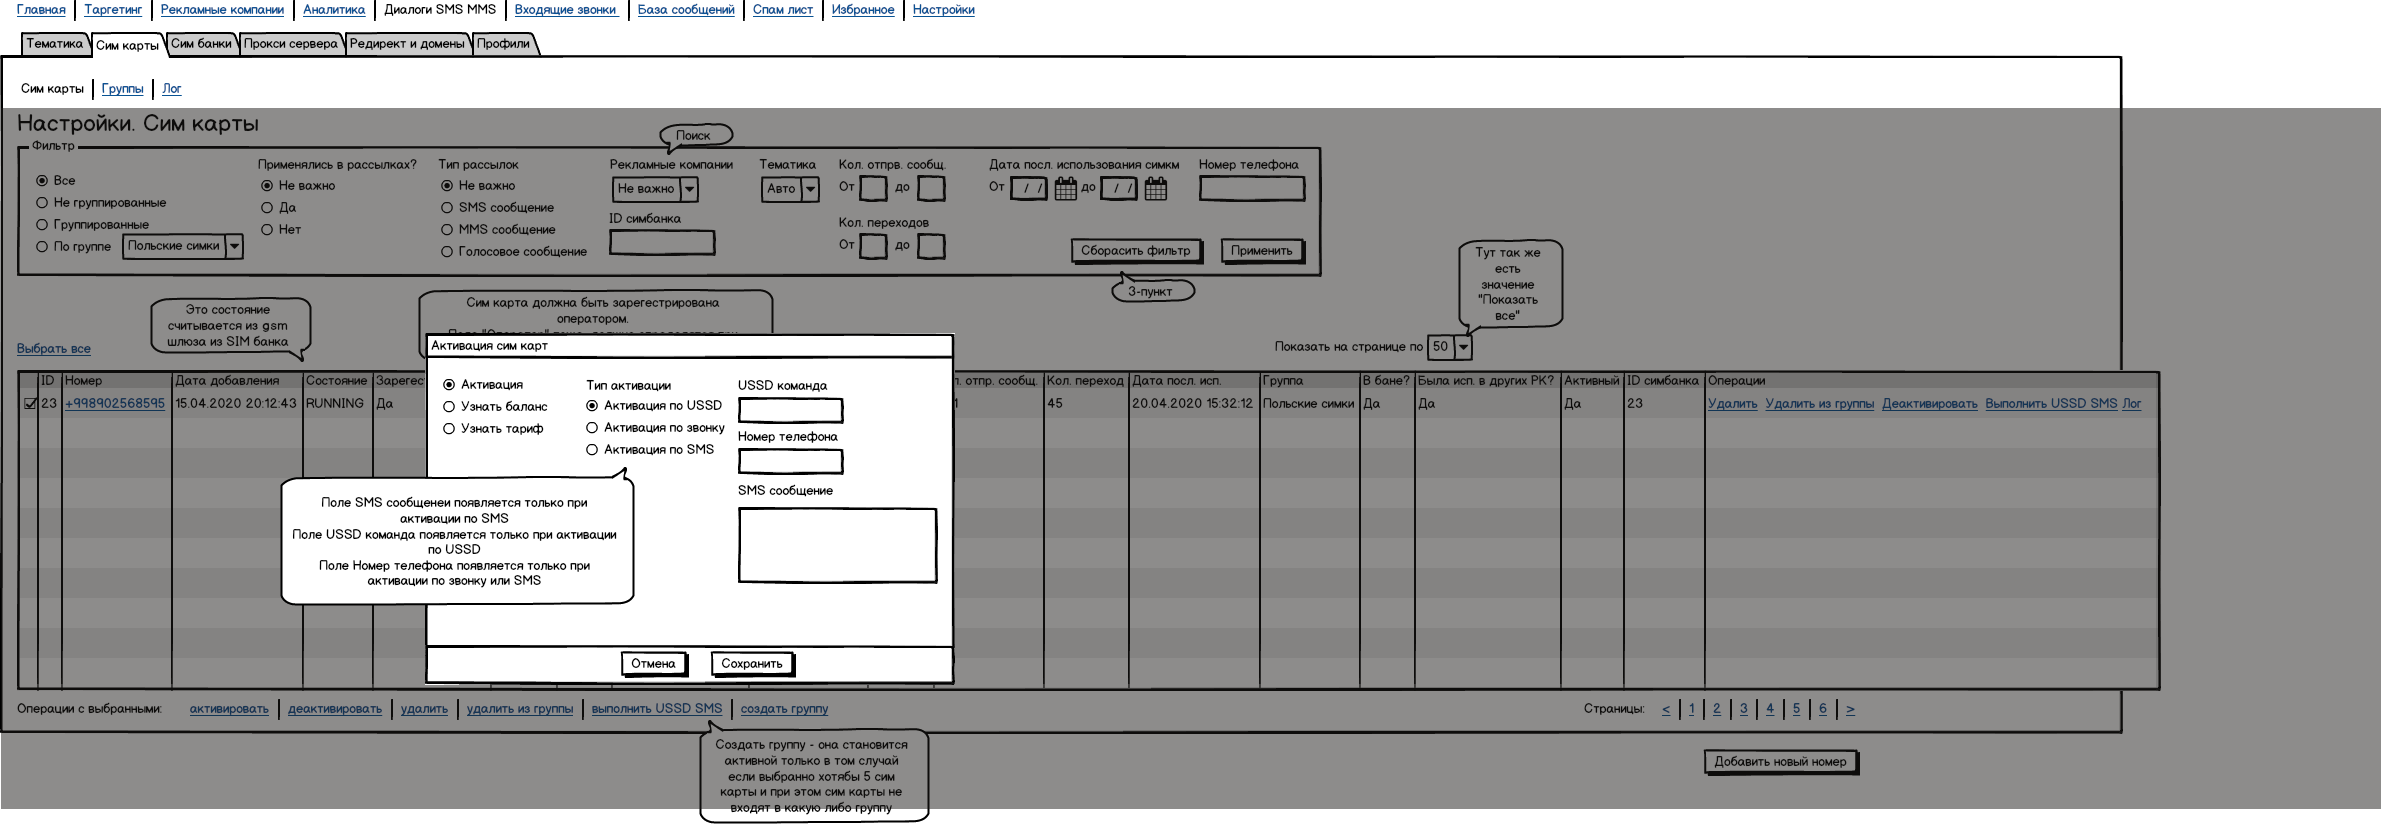 Главная Таргетинг Рекламные компании Аналитика Диалоги SMS MMS Входящие звонки База сообщений Спам лист Избранное Настройки
Тематика Сим карты Сим банки Прокси сервера Редирект и домены Профили
Сим карты Группы Лог
Настройки. Сим карты
Поиск
Фильтр
Все
Не группированные
Группированные
По группе Польские симки
Применялись в рассылках?
Не важно
Да
Нет
Тип рассылок
Не важно
SMS сообщение
MMS сообщение
Голосовое сообщение
Рекламные компании
Не важно
ID симбанка
Тематика
Авто
Кол. отпрв. сообщ.
От до
Кол. переходов
От до
Дата посл. использования симкм
От / / до / /
Номер телефона
Сборасить фильтр Применить
3-пункт
Тут так же
есть
значение
"Показать
все"
Это состояние
считывается из gsm
шлюза из SIM банка
Сим карта должна быть зарегестрирована
оператором.
Выбрать все
Показать на странице по 50
ID Номер Дата добавления Состояние Зарегес л. отпр. сообщ. Кол. переход Дата посл. исп. Группа В бане? Была исп. в других РК? Активный ID симбанка Операции
23 +998902568595 15.04.2020 20:12:43 RUNNING Да 1 45 20.04.2020 15:32:12 Польские симки Да Да Да 23 Удалить Удалить из группы Деактивировать Выполнить USSD SMS Лог
Активация сим карт
Активация
Узнать баланс
Узнать тариф
Тип активации
Активация по USSD
Активация по звонку
Активация по SMS
USSD команда
Номер телефона
SMS сообщение
Поле SMS сообщенеи появляется только при
активации по SMS
Поле USSD команда появляется только при активации
по USSD
Поле Номер телефона появляется только при
активации по звонку или SMS
Отмена Сохранить
Операции с выбранными: активировать деактивировать удалить удалить из группы выполнить USSD SMS создать группу
Страницы: < 1 2 3 4 5 6 >
Создать группу - она становится
активной только в том случай
если выбранно хотябы 5 сим
карты и при этом сим карты не
входят в какую либо группу
Добавить новый номер